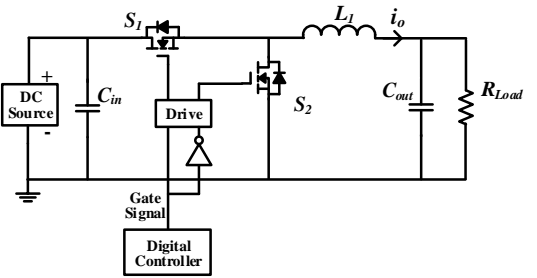 S1
L1
io
+
DC
Source
-
Cin
Drive
S2
Cout
RLoad
Gate
Signal
Digital
Controller